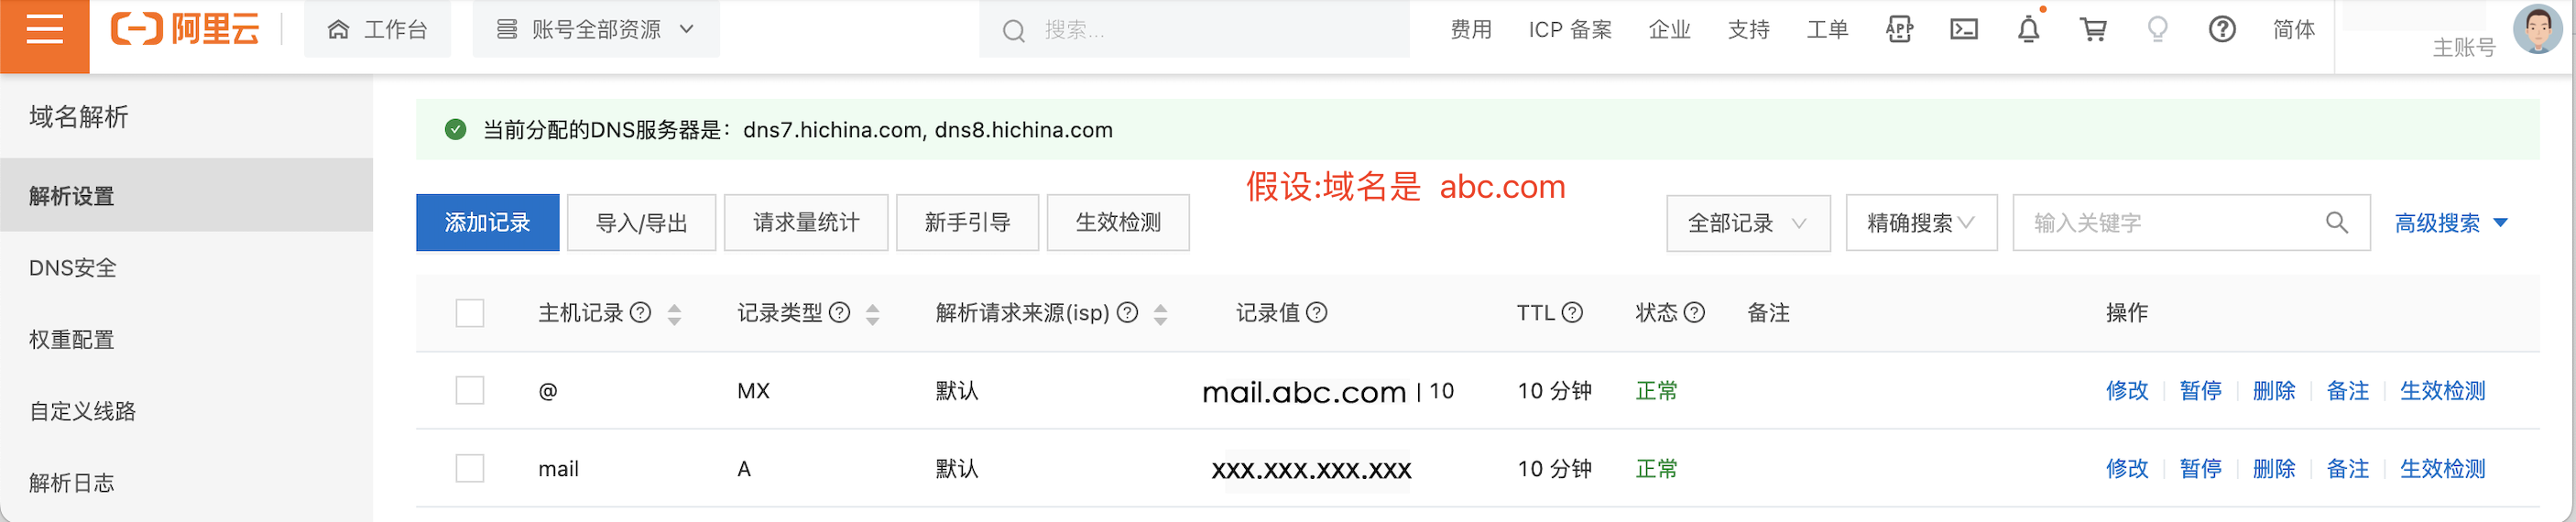 阿里云 工作台 账号全部资源 搜索... 费用 ICP 备案 企业 支持 工单 APP 简体 主账号
域名解析
解析设置
DNS安全
权重配置
自定义线路
解析日志
当前分配的DNS服务器是：dns7.hichina.com, dns8.hichina.com
假设:域名是 abc.com
添加记录 导入/导出 请求量统计 新手引导 生效检测 全部记录 精确搜索 输入关键字 高级搜索
主机记录 记录类型 解析请求来源(isp) 记录值 TTL 状态 备注 操作
@ MX 默认 mail.abc.com | 10 10 分钟 正常 修改 暂停 删除 备注 生效检测
mail A 默认 xxx.xxx.xxx.xxx 10 分钟 正常 修改 暂停 删除 备注 生效检测